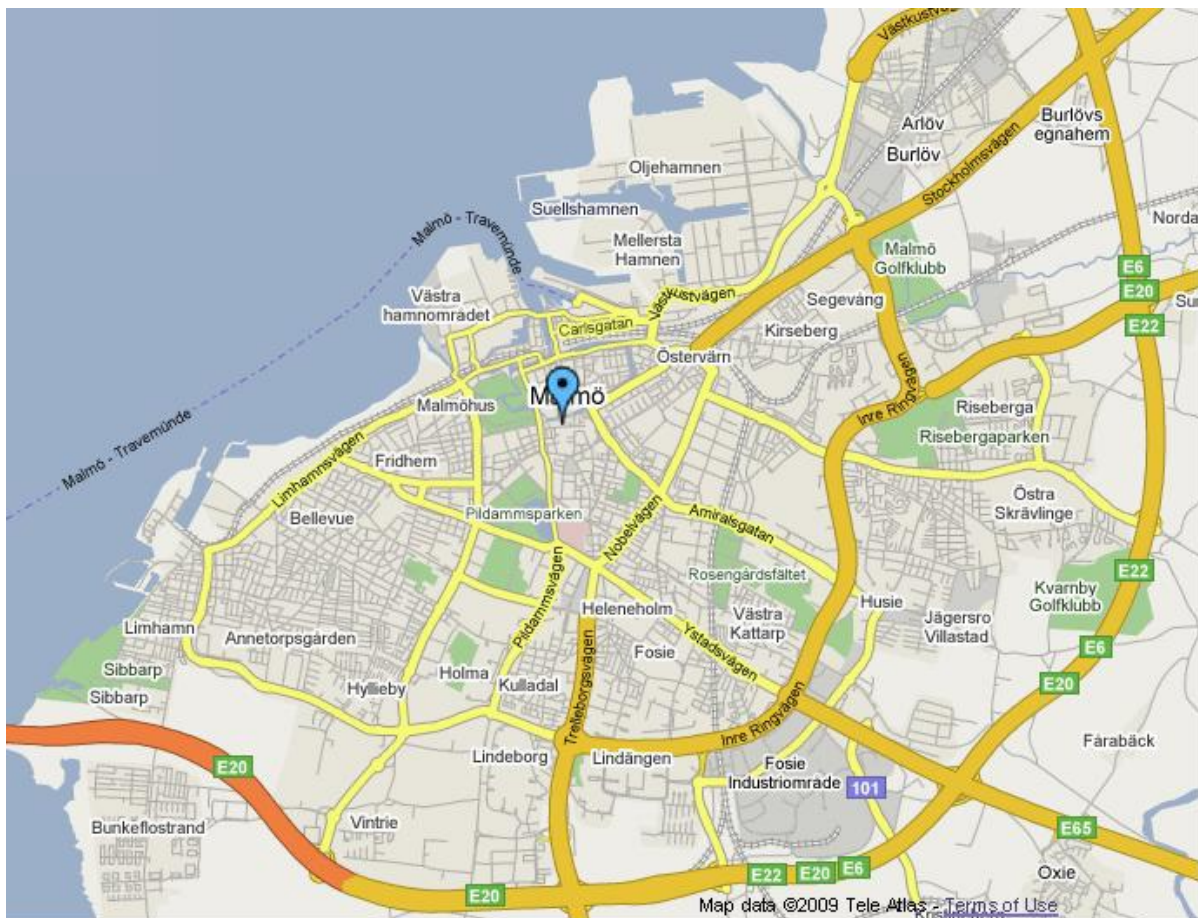 Västkustvägen
Arlöv
Burlöv
Burlövs
egnahem
Oljehamnen
Stockholmsvägen
Suellshamnen
Malmö - Travemünde
Mellersta
Hamnen
Malmö
Golfklubb
E6
E20
E22
Västra
hamnområdet
Västkustvägen
Segevång
Carlsgatan
Kirseberg
Östervärn
Malmö
Malmöhus
Inre Ringvägen
Riseberga
Risebergaparken
Malmö - Travemünde
Limhamnsvägen
Fridhem
Bellevue
Pildammsparken
Nobelvägen
Amiralsgatan
Östra
Skrävlinge
E22
Rosengårdsfältet
Kvarnby
Golfklubb
Pildammsvägen
Heleneholm
Västra
Kattarp
Husie
Jägersro
Villastad
E6
Limhamn
Annetorpsgården
Ystadsvägen
Fosie
Sibbarp
Sibbarp
Holma
Kulladal
Hyllieby
E20
Trelleborgsvägen
Inre Ringvägen
Lindeborg
Lindängen
Fosie
Industriomrade
101
Fårabäck
E20
Bunkeflostrand
Vintrie
E65
Oxie
E20
E22
E20
E6
Map data ©2009 Tele Atlas - Terms of Use